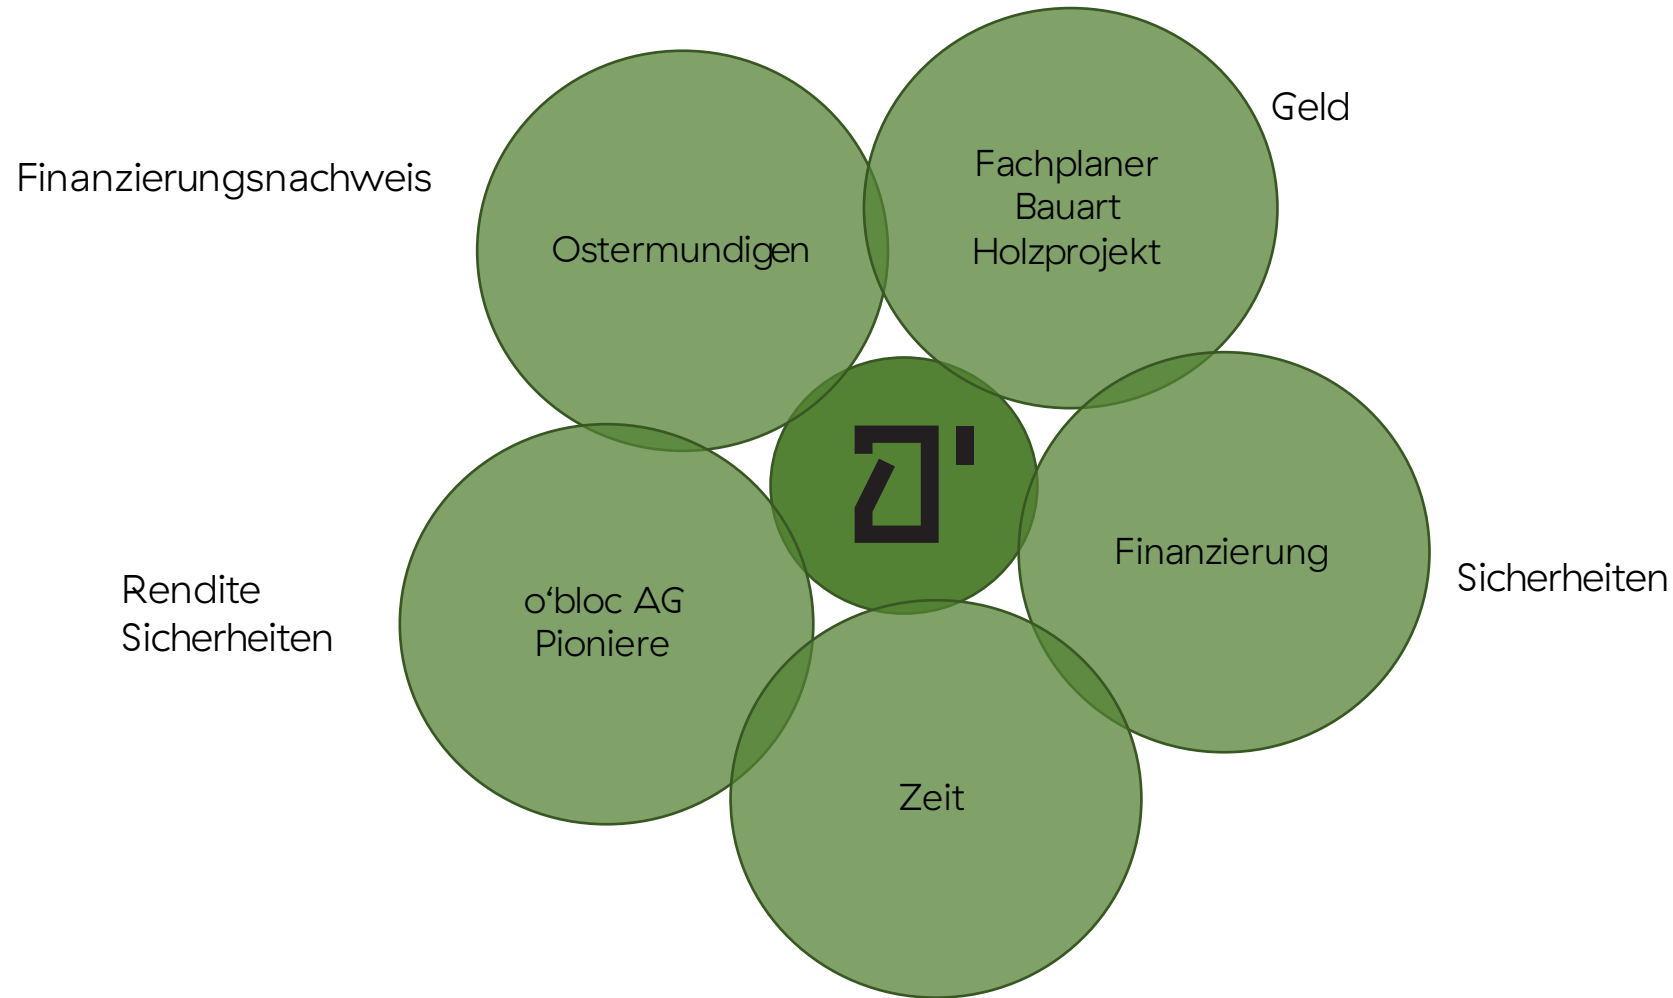 Geld
Fachplaner
Bauart
Holzprojekt
Finanzierungsnachweis
Ostermundigen
Finanzierung
Sicherheiten
Rendite
Sicherheiten
o‘bloc AG
Pioniere
Zeit